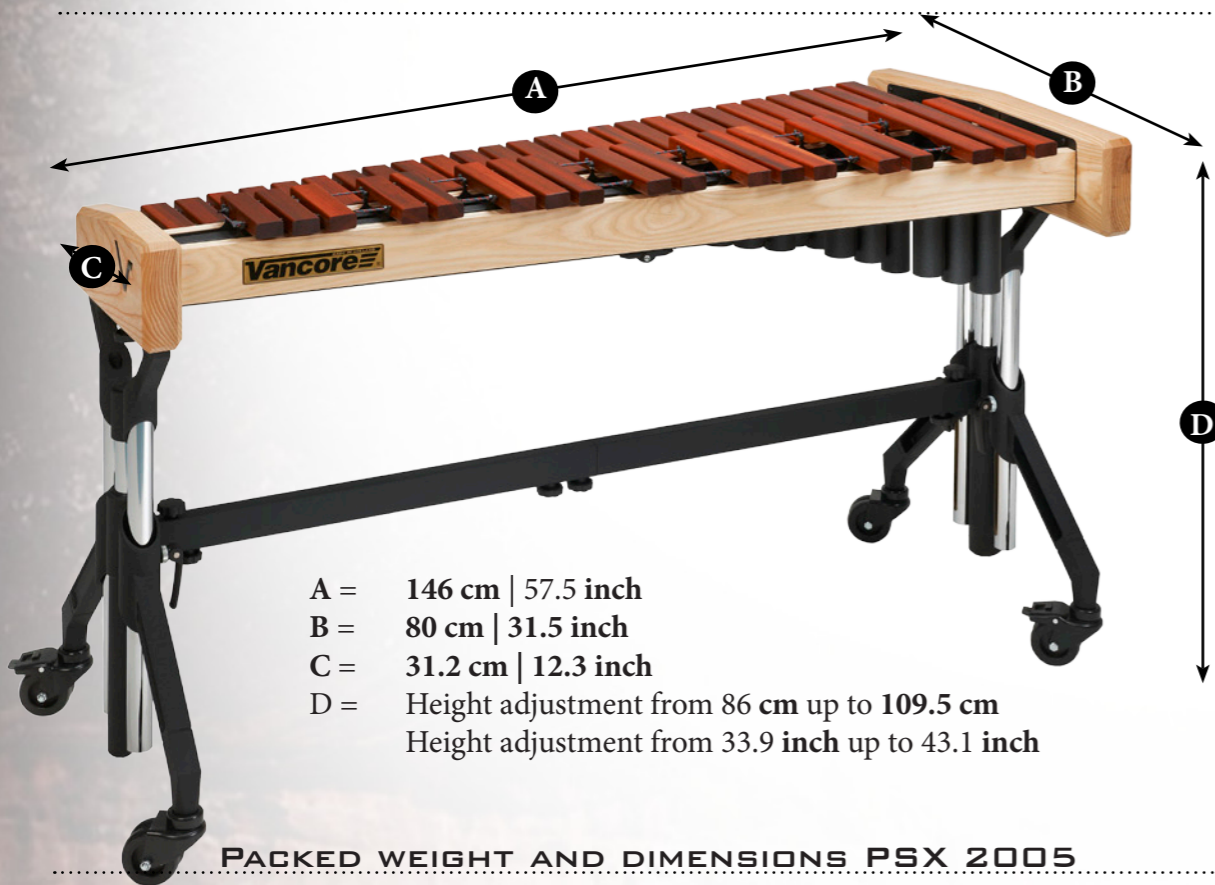 A
B
C
Vancore
D
A = 146 cm | 57.5 inch
B = 80 cm | 31.5 inch
C = 31.2 cm | 12.3 inch
D = Height adjustment from 86 cm up to 109.5 cm
Height adjustment from 33.9 inch up to 43.1 inch
PACKED WEIGHT AND DIMENSIONS PSX 2005